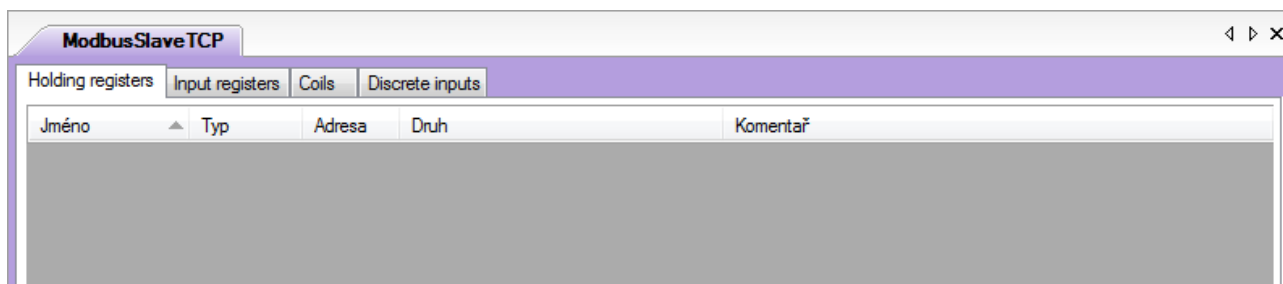 ModbusSlaveTCP
Holding registers Input registers Coils Discrete inputs
Jméno Typ Adresa Druh Komentař